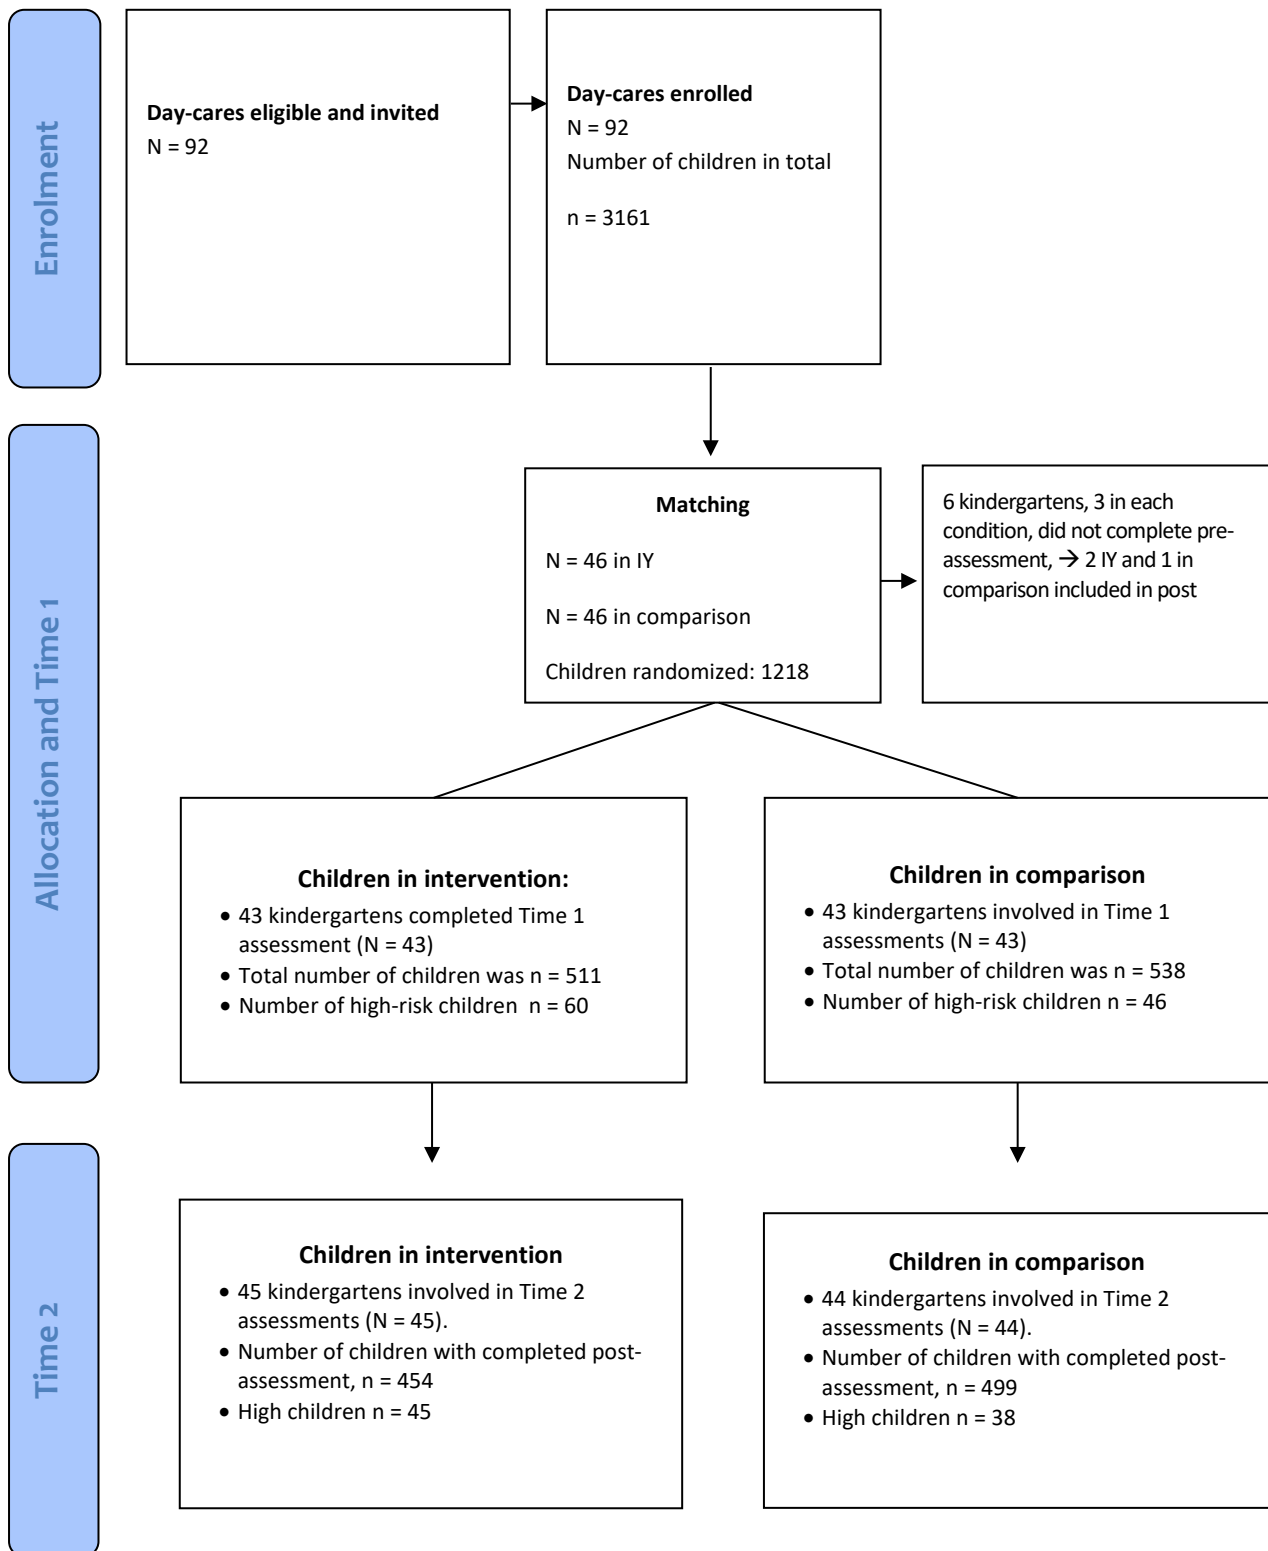 Enrolment
Day-cares eligible and invited
N = 92
Day-cares enrolled
N = 92
Number of children in total
n = 3161
Allocation and Time 1
Matching
N = 46 in IY
N = 46 in comparison
Children randomized: 1218
6 kindergartens, 3 in each
condition, did not complete pre-
assessment, → 2 IY and 1 in
comparison included in post
Children in intervention:
• 43 kindergartens completed Time 1
assessment (N = 43)
• Total number of children was n = 511
• Number of high-risk children n = 60
Children in comparison
• 43 kindergartens involved in Time 1
assessments (N = 43)
• Total number of children was n = 538
• Number of high-risk children n = 46
Time 2
Children in intervention
• 45 kindergartens involved in Time 2
assessments (N = 45).
• Number of children with completed post-
assessment, n = 454
• High children n = 45
Children in comparison
• 44 kindergartens involved in Time 2
assessments (N = 44).
• Number of children with completed post-
assessment, n = 499
• High children n = 38